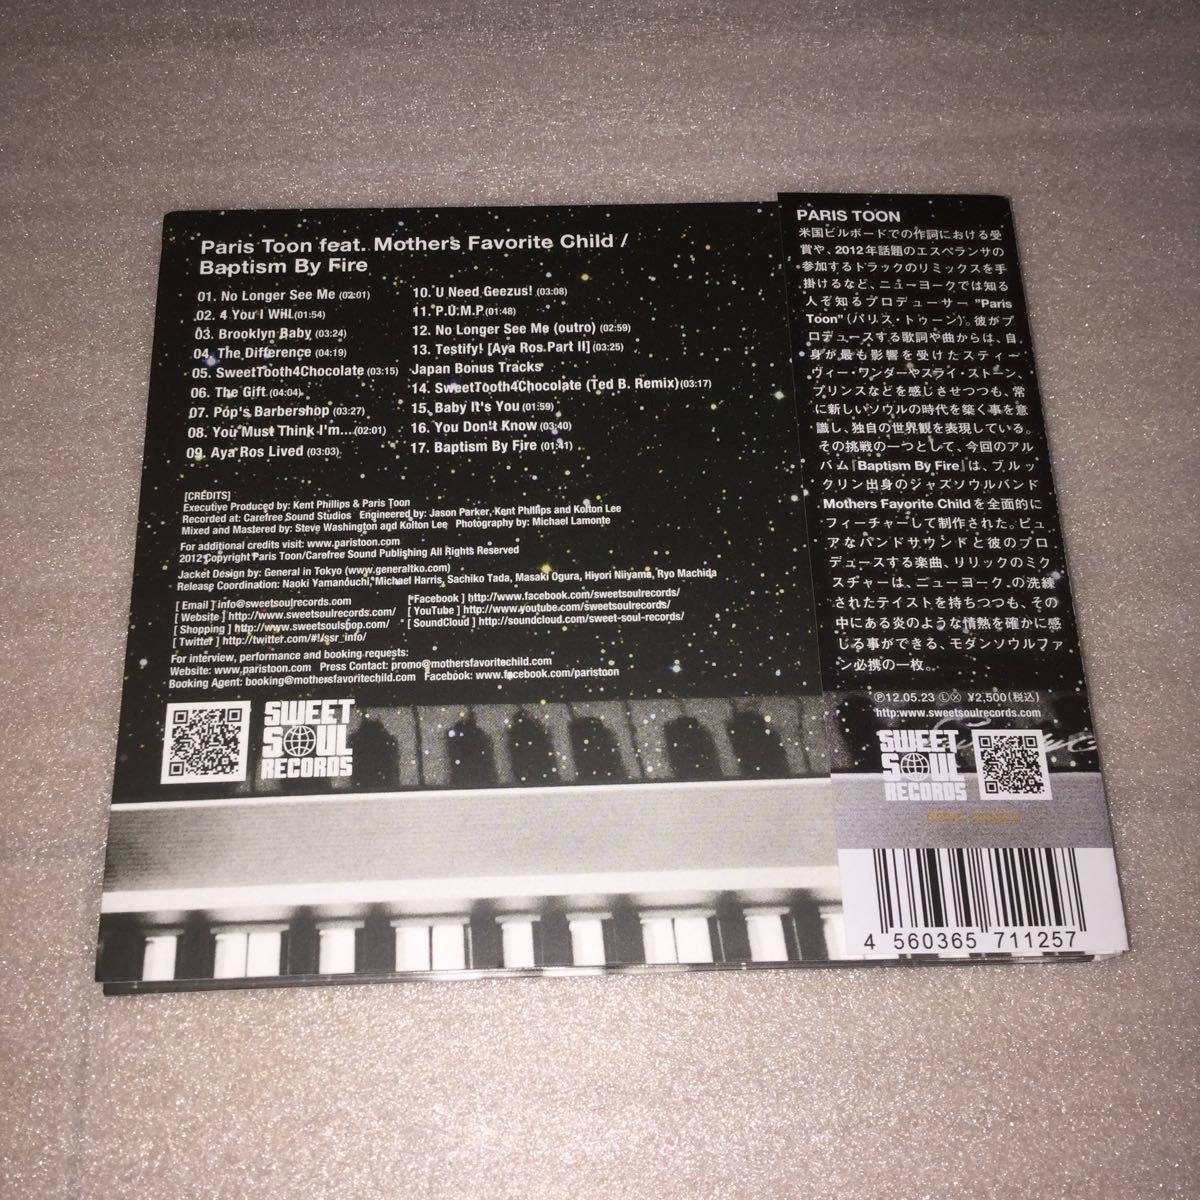 Paris Toon feat. Mothers Favorite Child /
Baptism By Fire
01. No Longer See Me (02:01)
02. 4 You I Will (01:54)
03. Brooklyn Baby (03:24)
04. The Difference (04:19)
05. SweetTooth4Chocolate (03:15)
06. The Gift (04:04)
07. Pop's Barbershop (03:27)
08. You Must Think I'm... (02:01)
09. Aya Ros Lived (03:03)
10. U Need Geezus! (03:08)
11. P.U.M.P (01:48)
12. No Longer See Me (outro) (02:59)
13. Testify! [Aya Ros Part II] (03:25)
Japan Bonus Tracks
14. SweetTooth4Chocolate (Ted B. Remix) (03:17)
15. Baby It's You (01:59)
16. You Don't Know (03:40)
17. Baptism By Fire (01:41)
[CREDITS]
Executive Produced by: Kent Phillips & Paris Toon
Recorded at: Carefree Sound Studios Engineered by: Jason Parker, Kent Phillips and Kolton Lee
Mixed and Mastered by: Steve Washington and Kolton Lee Photography by: Michael Lamonte
For additional credits visit: www.paristoon.com
2012 Copyright Paris Toon/Carefree Sound Publishing All Rights Reserved
Jacket Design by: General in Tokyo (www.generaltko.com)
Release Coordination: Naoki Yamanouchi, Michael Harris, Sachiko Tada, Masaki Ogura, Hiyori Niiyama, Ryo Machida
[ Email ] info@sweetsoulrecords.com
[ Website ] http://www.sweetsoulrecords.com/
[ Shopping ] http://www.sweetsoulshop.com/
[ Twitter ] http://twitter.com/#!/ssr_info/
[ Facebook ] http://www.facebook.com/sweetsoulrecords/
[ YouTube ] http://www.youtube.com/sweetsoulrecords/
[ SoundCloud ] http://soundcloud.com/sweet-soul-records/
For interview, performance and booking requests:
Website: www.paristoon.com Press Contact: promo@mothersfavoritechild.com
Booking Agent: booking@mothersfavoritechild.com Facebook: www.facebook.com/paristoon
SWEET
SOUL
RECORDS
PARIS TOON
米国ビルボードでの作詞における受
賞や、2012年話題のエスペランサの
参加するトラックのリミックスを手
掛けるなど、ニューヨークでは知る
人ぞ知るプロデューサー "Paris
Toon"（パリス・トゥーン）。彼がプ
ロデュースする歌詞や曲からは、自
身が最も影響を受けたスティー
ヴィー・ワンダーやスライ・ストーン、
プリンスなどを感じさせつつも、常
に新しいソウルの時代を築く事を意
識し、独自の世界観を表現している。
その挑戦の一つとして、今回のアル
バム『Baptism By Fire』は、ブルッ
クリン出身のジャズソウルバンド
Mothers Favorite Childを全面的に
フィーチャーして制作された。ピュ
アなバンドサウンドと彼のプロ
デュースする楽曲、リリックのミク
スチャーは、ニューヨークの洗練
されたテイストを持ちつつも、その
中にある炎のような情熱を確かに感
じる事ができる、モダンソウルファ
ン必携の一枚。
Ⓟ12.05.23 Ⓛ Ⓧ ¥2,500（税込）
http:www.sweetsoulrecords.com
SWEET
SOUL
RECORDS
4 560365 711257